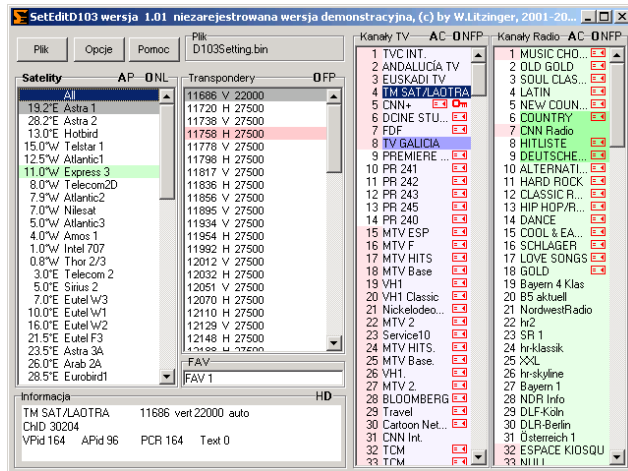 SetEditD103 wersja 1.01 niezarejestrowana wersja demonstracyjna, (c) by W.Litzinger, 2001-20...
Plik
Opcje
Pomoc
Plik
D103Setting.bin
Satelity AP ONL
All
19.2°E Astra 1
28.2°E Astra 2
13.0°E Hotbird
15.0°W Telstar 1
12.5°W Atlantic1
11.0°W Express 3
8.0°W Telecom2D
7.9°W Atlantic2
7.0°W Nilesat
5.0°W Atlantic3
4.0°W Amos 1
1.0°W Intel 707
0.8°W Thor 2/3
3.0°E Telecom 2
5.0°E Sirius 2
7.0°E Eutel W3
10.0°E Eutel W1
16.0°E Eutel W2
21.5°E Eutel F3
23.5°E Astra 3A
26.0°E Arab 2A
28.5°E Eurobird1
Transpondery OFP
11686 V 22000
11720 H 27500
11738 V 27500
11758 H 27500
11778 V 27500
11798 H 27500
11817 V 27500
11836 H 27500
11856 V 27500
11895 V 27500
11934 V 27500
11954 H 27500
11992 H 27500
12012 V 27500
12032 H 27500
12051 V 27500
12070 H 27500
12110 H 27500
12129 V 27500
12148 H 27500
12188 H 27500
FAV
FAV 1
Kanały TV AC ONFP
1 TVC INT.
2 ANDALUCÍA TV
3 EUSKADI TV
4 TM SAT/LAOTRA
5 CNN+
6 DCINE STU...
7 FDF
8 TV GALICIA
9 PREMIERE ...
10 PR 241
11 PR 242
12 PR 243
13 PR 245
14 PR 240
15 MTV ESP
16 MTV F
17 MTV HITS
18 MTV Base
19 VH1
20 VH1 Classic
21 Nickelodeo...
22 MTV 2
23 Service10
24 MTV HITS.
25 MTV Base.
26 VH1.
27 MTV 2.
28 BLOOMBERG
29 Travel
30 Cartoon Net...
31 CNN Int.
32 TCM
33 TCM
Kanały Radio AC ONFP
1 MUSIC CHO...
2 OLD GOLD
3 SOUL CLAS...
4 LATIN
5 NEW COUN...
6 COUNTRY
7 CNN Radio
8 HITLISTE
9 DEUTSCHE...
10 ALTERNATI...
11 HARD ROCK
12 CLASSIC R...
13 HIP HOP/R...
14 DANCE
15 COOL & EA...
16 SCHLAGER
17 LOVE SONGS
18 GOLD
19 Bayern 4 Klas
20 B5 aktuell
21 NordwestRadio
22 hr2
23 SR 1
24 hr-klassik
25 XXL
26 hr-skyline
27 Bayern 1
28 NDR Info
29 DLF-Köln
30 DLR-Berlin
31 Österreich 1
32 ESPACE KIOSQU
33 NULL
Informacja HD
TM SAT/LAOTRA 11686 vert 22000 auto
ChID 30204
VPid 164 APid 96 PCR 164 Text 0